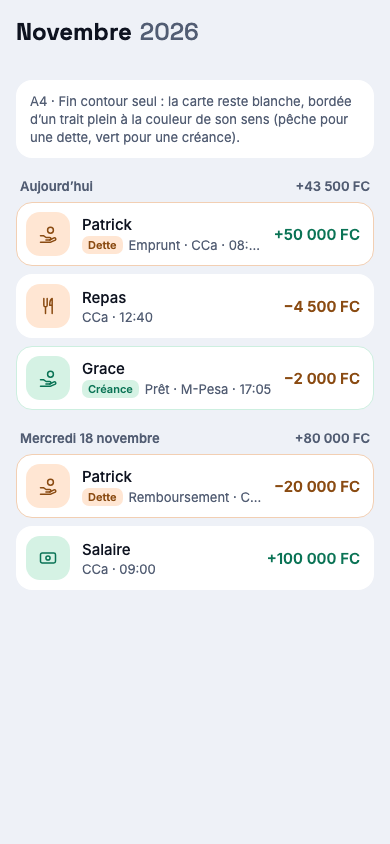 Novembre 2026
A4 · Fin contour seul : la carte reste blanche, bordée
d’un trait plein à la couleur de son sens (pêche pour
une dette, vert pour une créance).
Aujourd’hui +43 500 FC
Patrick
Dette Emprunt · CCa · 08:… +50 000 FC
Repas
CCa · 12:40 −4 500 FC
Grace
Créance Prêt · M-Pesa · 17:05 −2 000 FC
Mercredi 18 novembre +80 000 FC
Patrick
Dette Remboursement · C… −20 000 FC
Salaire
CCa · 09:00 +100 000 FC